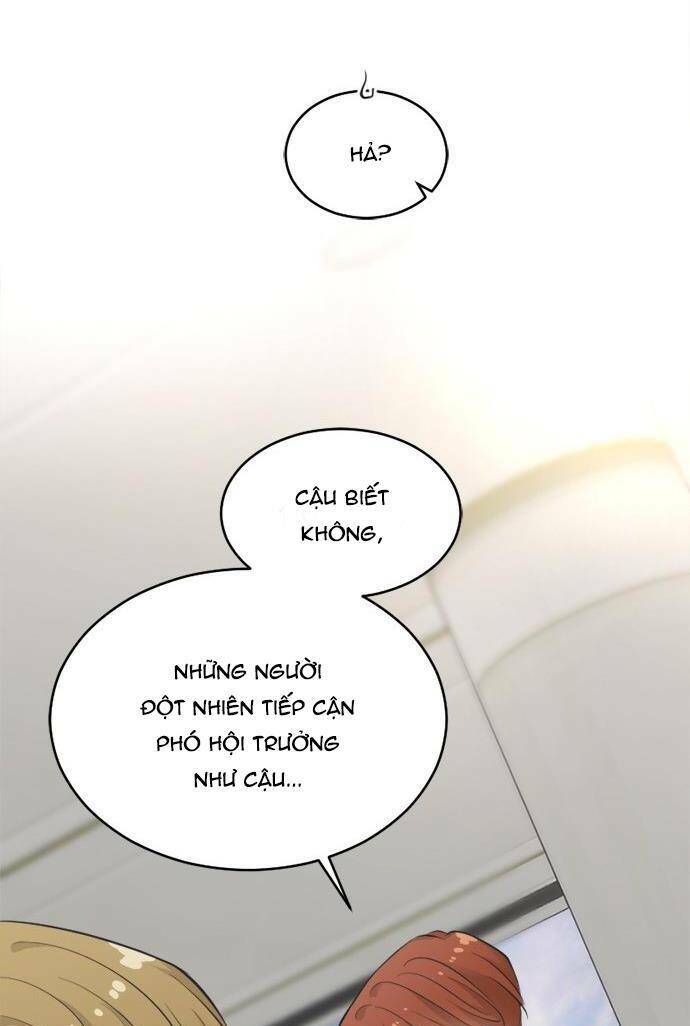 HẢ?
CẬU BIẾT
KHÔNG,
NHỮNG NGƯỜI
ĐỘT NHIÊN TIẾP CẬN
PHÓ HỘI TRƯỞNG
NHƯ CẬU...